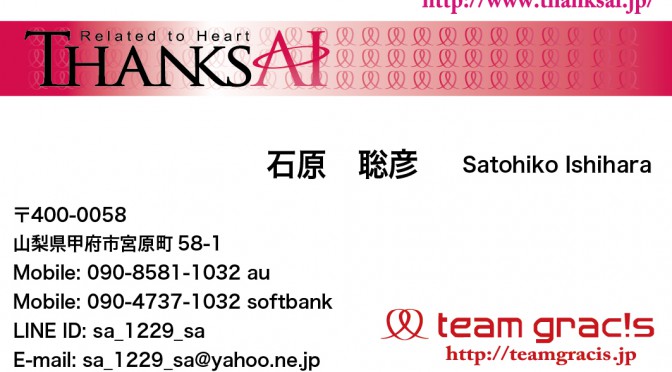 http://www.thanksai.jp/
Related to Heart
THANKSAI
石原 聡彦 Satohiko Ishihara
〒400-0058
山梨県甲府市宮原町58-1
Mobile: 090-8581-1032 au
Mobile: 090-4737-1032 softbank
LINE ID: sa_1229_sa
E-mail: sa_1229_sa@yahoo.ne.jp
team grac!s
http://teamgracis.jp